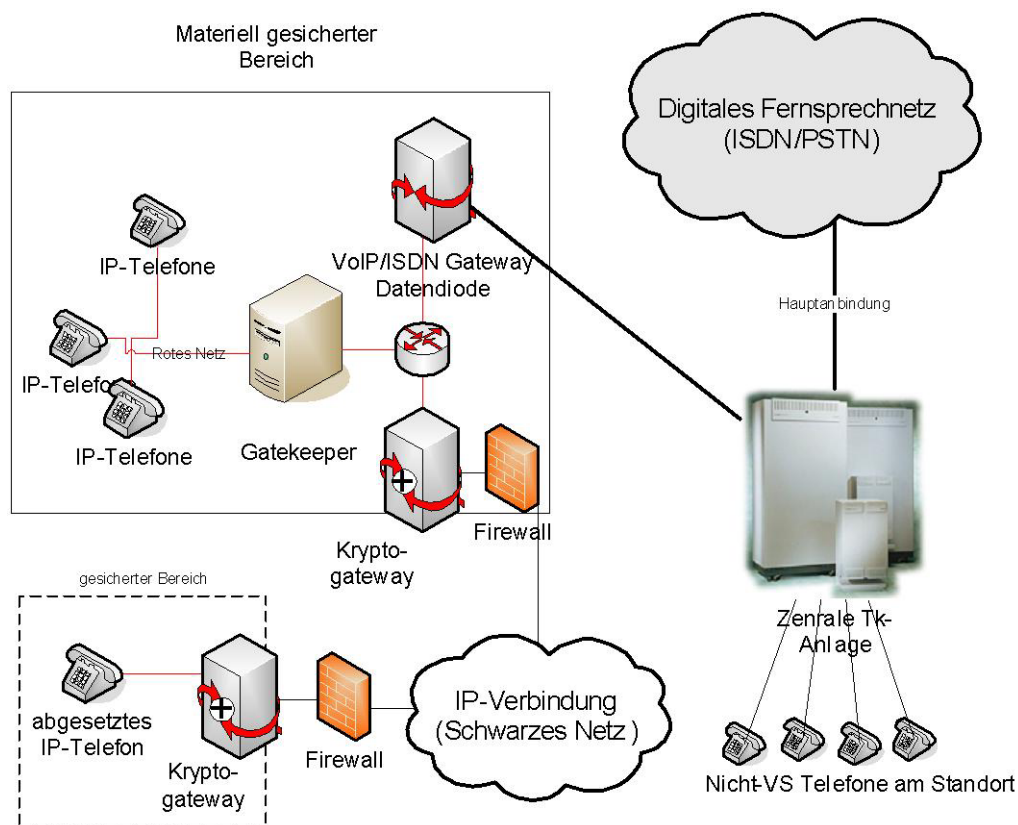 Materiell gesicherter
Bereich
Digitales Fernsprechnetz
(ISDN/PSTN)
IP-Telefone
VoIP/ISDN Gateway
Datendiode
Hauptanbindung
Rotes Netz
IP-Telefo
IP-Telefone
Gatekeeper
Firewall
Krypto-
gateway
gesicherter Bereich
Zenrale Tk-
Anlage
abgesetztes
IP-Telefon
IP-Verbindung
(Schwarzes Netz)
Firewall
Krypto-
gateway
Nicht-VS Telefone am Standort